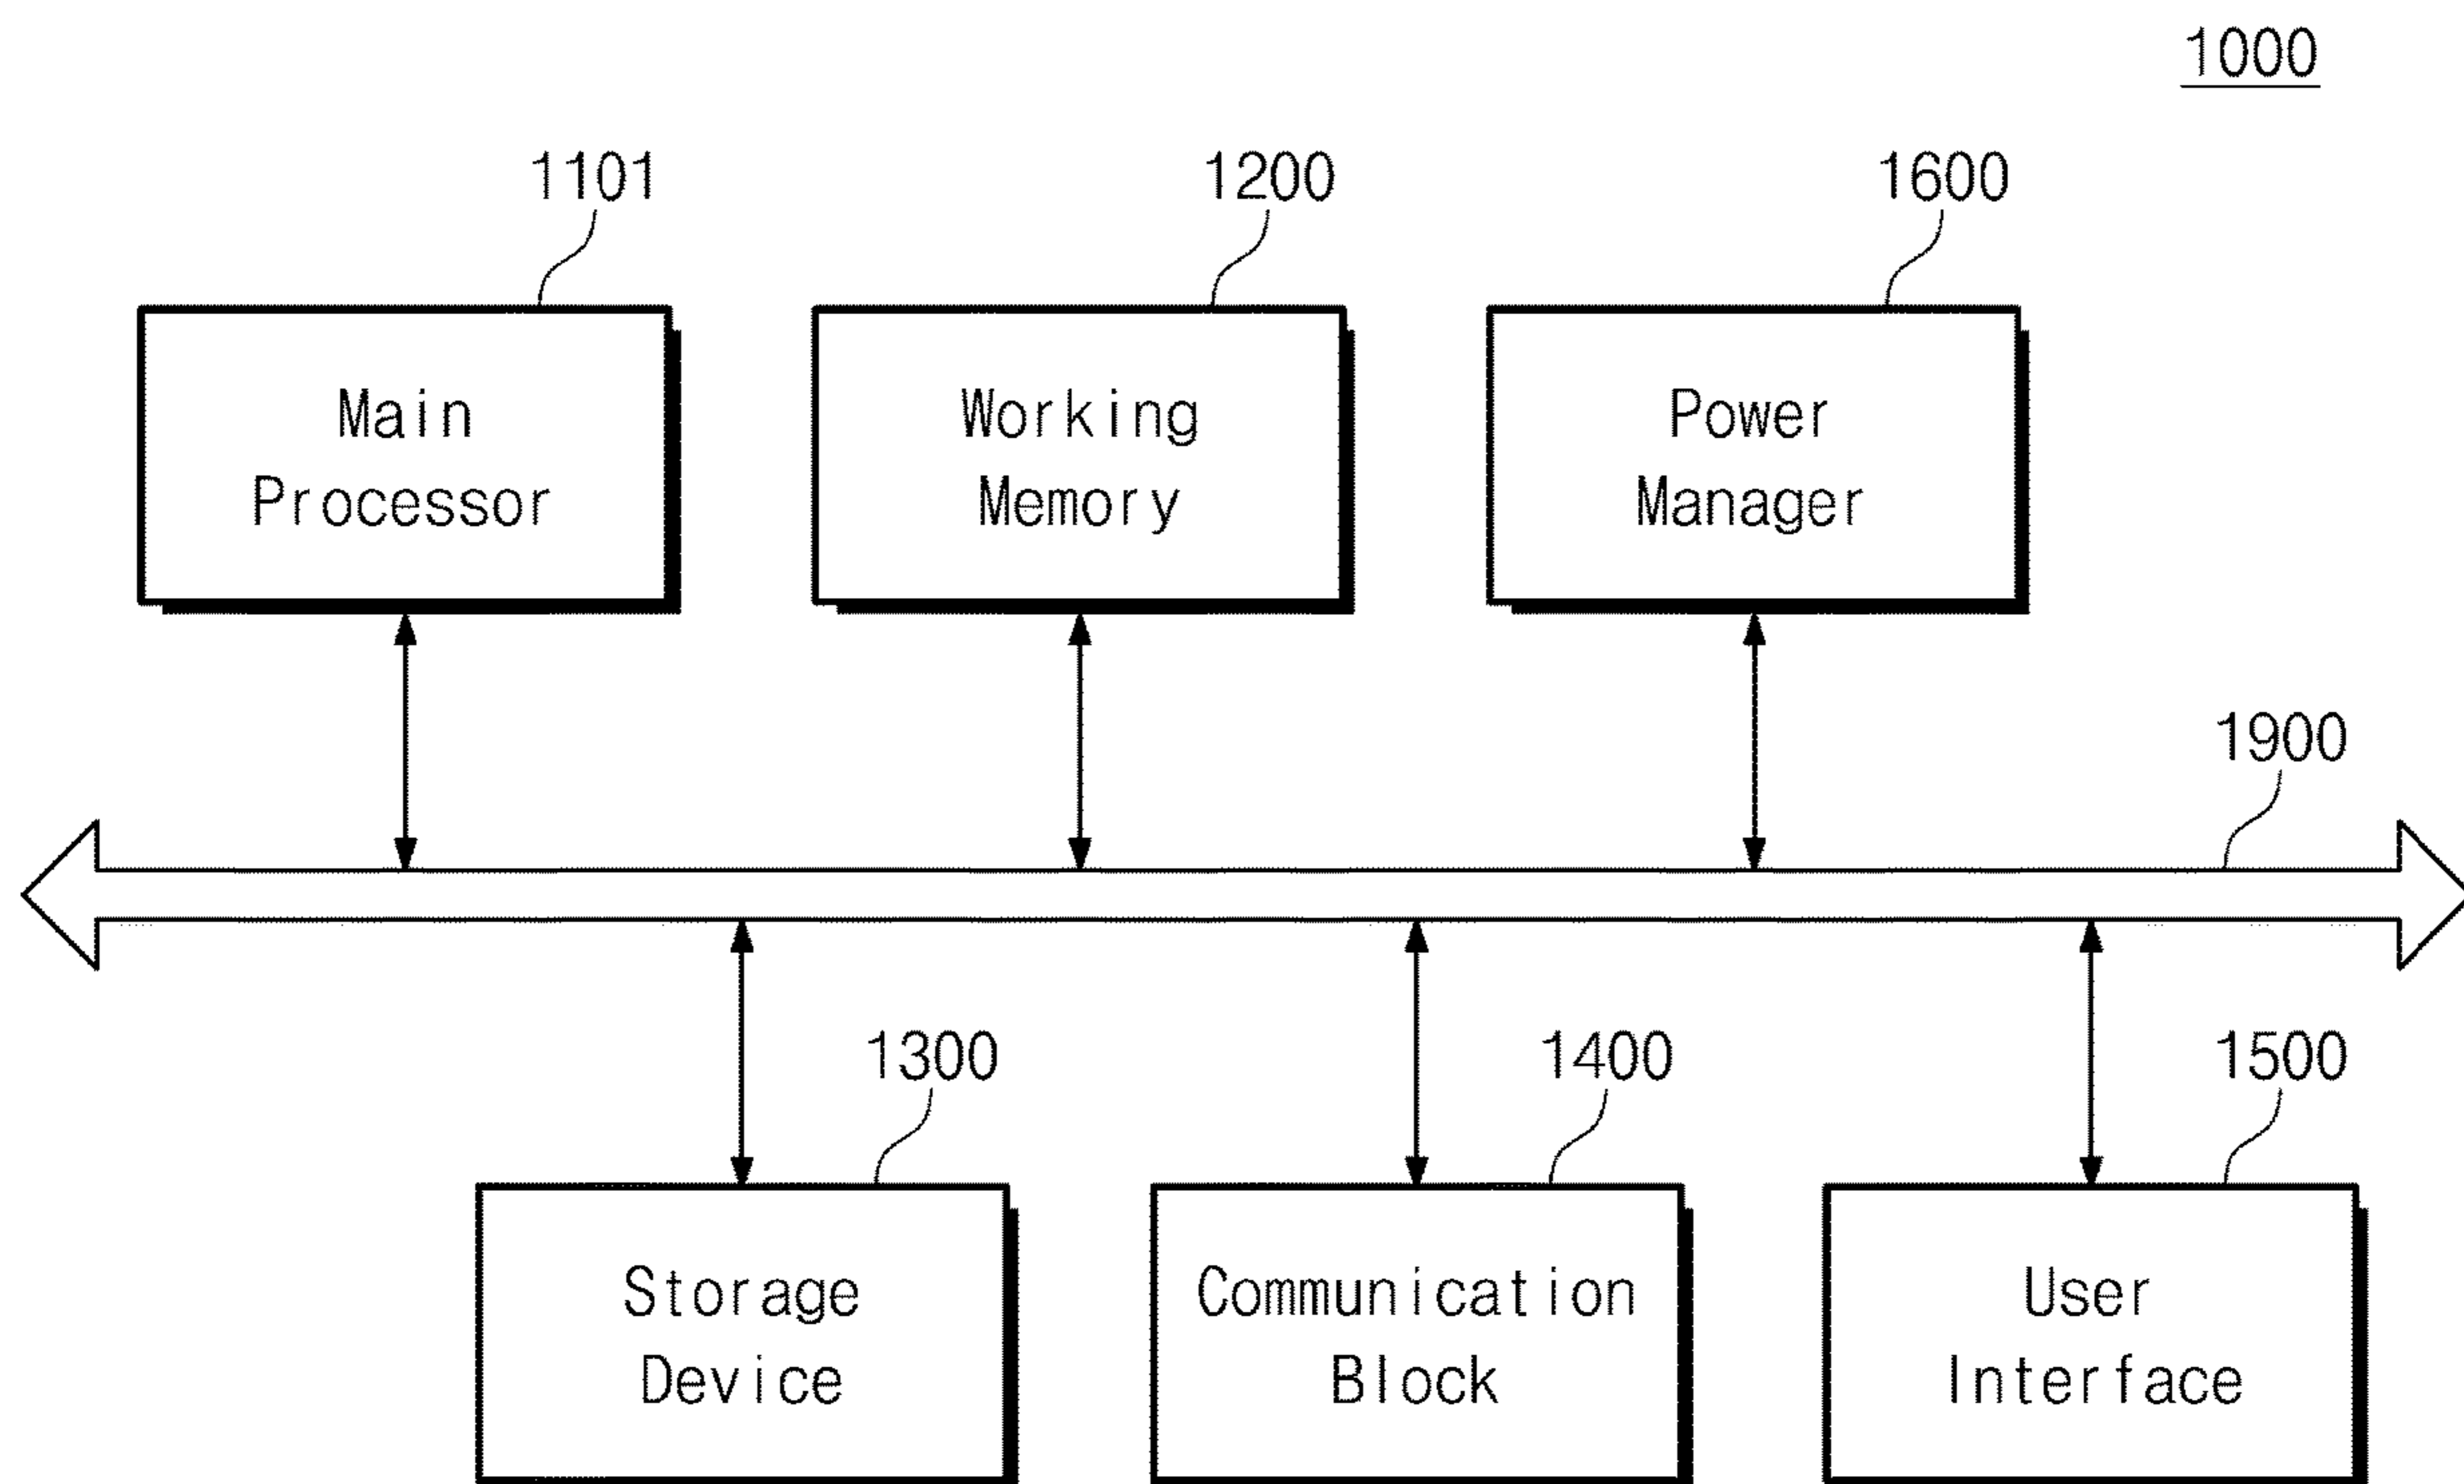 1000
1101
1200
1600
Main
Processor
Working
Memory
Power
Manager
1900
1300
1400
1500
Storage
Device
Communication
Block
User
Interface